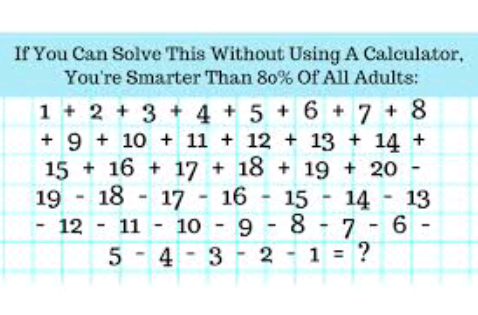 If You Can Solve This Without Using A Calculator,
You're Smarter Than 80% Of All Adults:
1 + 2 + 3 + 4 + 5 + 6 + 7 + 8
+ 9 + 10 + 11 + 12 + 13 + 14 +
15 + 16 + 17 + 18 + 19 + 20 -
19 - 18 - 17 - 16 - 15 - 14 - 13
- 12 - 11 - 10 - 9 - 8 - 7 - 6 -
5 - 4 - 3 - 2 - 1 = ?